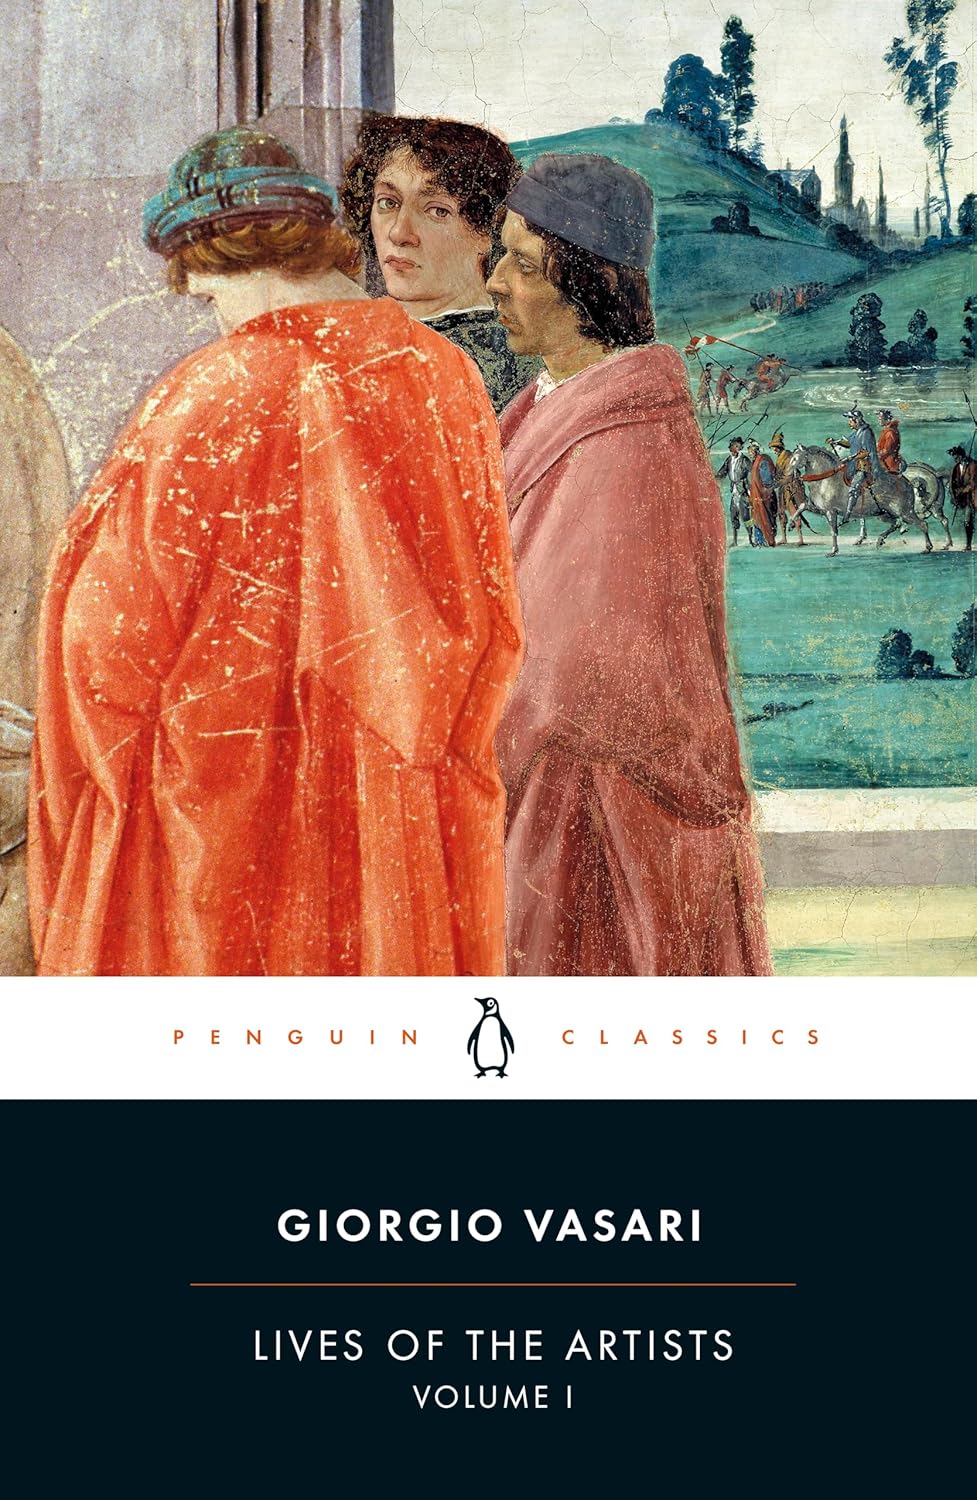 PENGUIN CLASSICS
GIORGIO VASARI
LIVES OF THE ARTISTS
VOLUME I